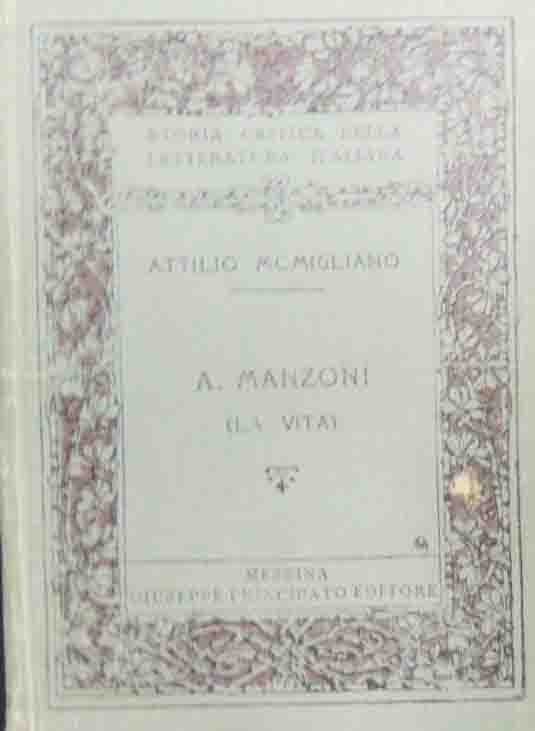 STORIA CRITICA DELLA
LETTERATURA ITALIANA
ATTILIO MOMIGLIANO
A. MANZONI
(LA VITA)
MESSINA
GIUSEPPE PRINCIPATO EDITORE